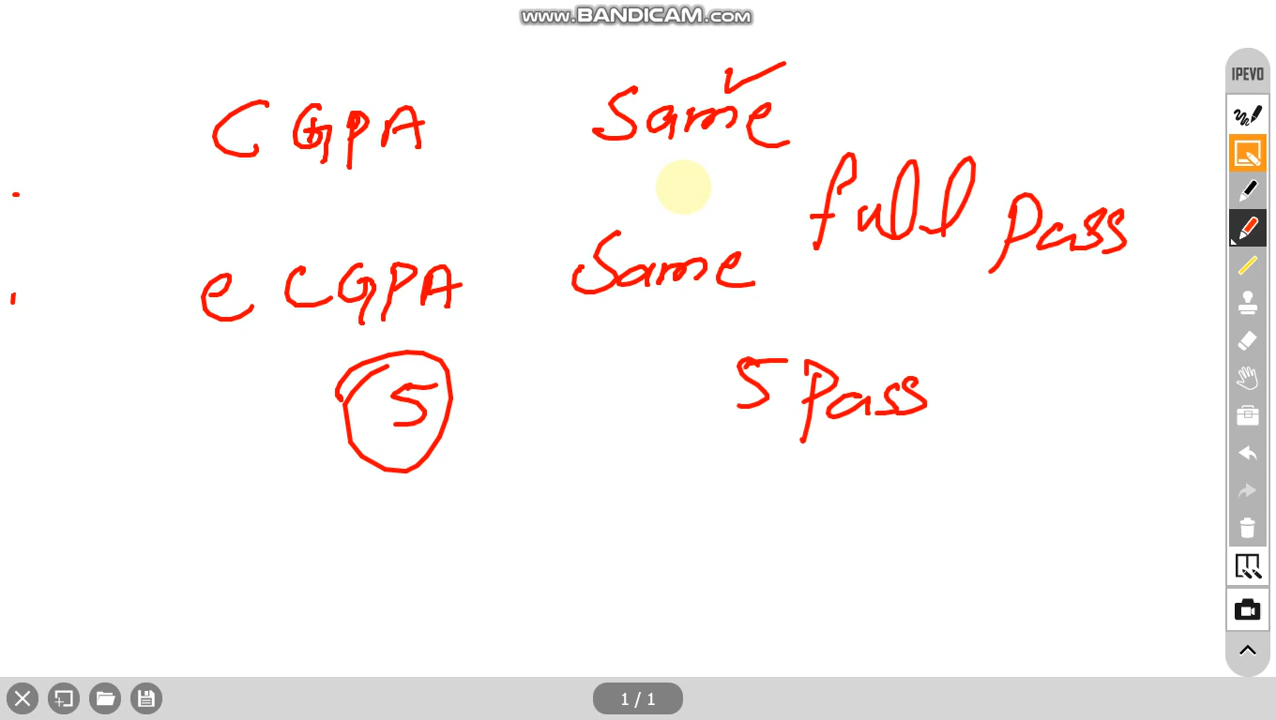 www.BANDICAM.com
IPEVO
CGPA Same
full Pass
eCGPA Same
5 5 Pass
1 / 1